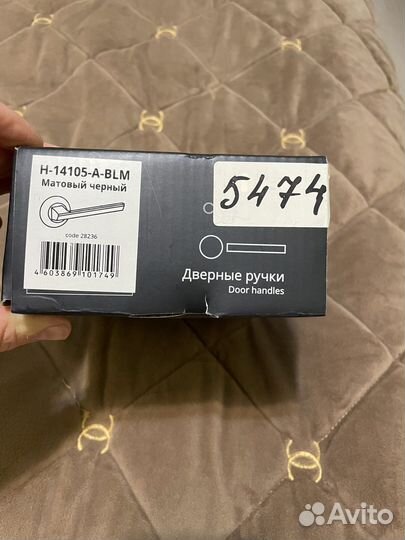 H-14105-A-BLM
Матовый черный
code 28236
4 603869 101749
5474
Дверные ручки
Door handles
Avito